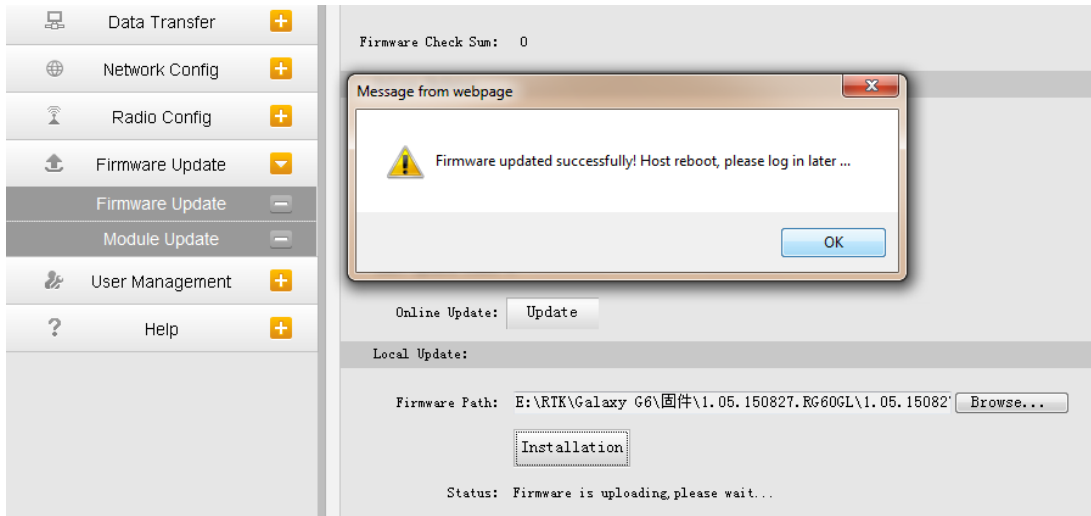 Data Transfer
Network Config
Radio Config
Firmware Update
Firmware Update
Module Update
User Management
? Help
Firmware Check Sum: 0
Message from webpage
Firmware updated successfully! Host reboot, please log in later ...
OK
Online Update: Update
Local Update:
Firmware Path: E:\RTK\Galaxy G6\固件\1.05.150827.RG60GL\1.05.15082 Browse...
Installation
Status: Firmware is uploading,please wait...